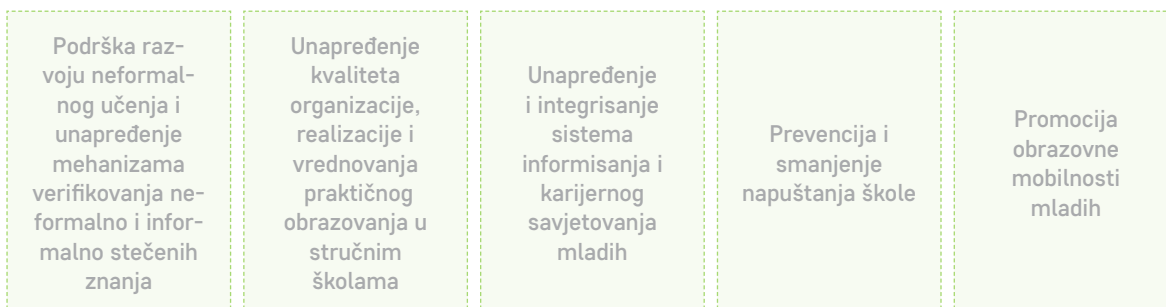 Podrška raz-
voju neformal-
nog učenja i
unapređenje
mehanizama
verifikovanja ne-
formalno i infor-
malno stečenih
znanja
Unapređenje
kvaliteta
organizacije,
realizacije i
vrednovanja
praktičnog
obrazovanja u
stručnim
školama
Unapređenje
i integrisanje
sistema
informisanja i
karijernog
savjetovanja
mladih
Prevencija i
smanjenje
napuštanja škole
Promocija
obrazovne
mobilnosti
mladih